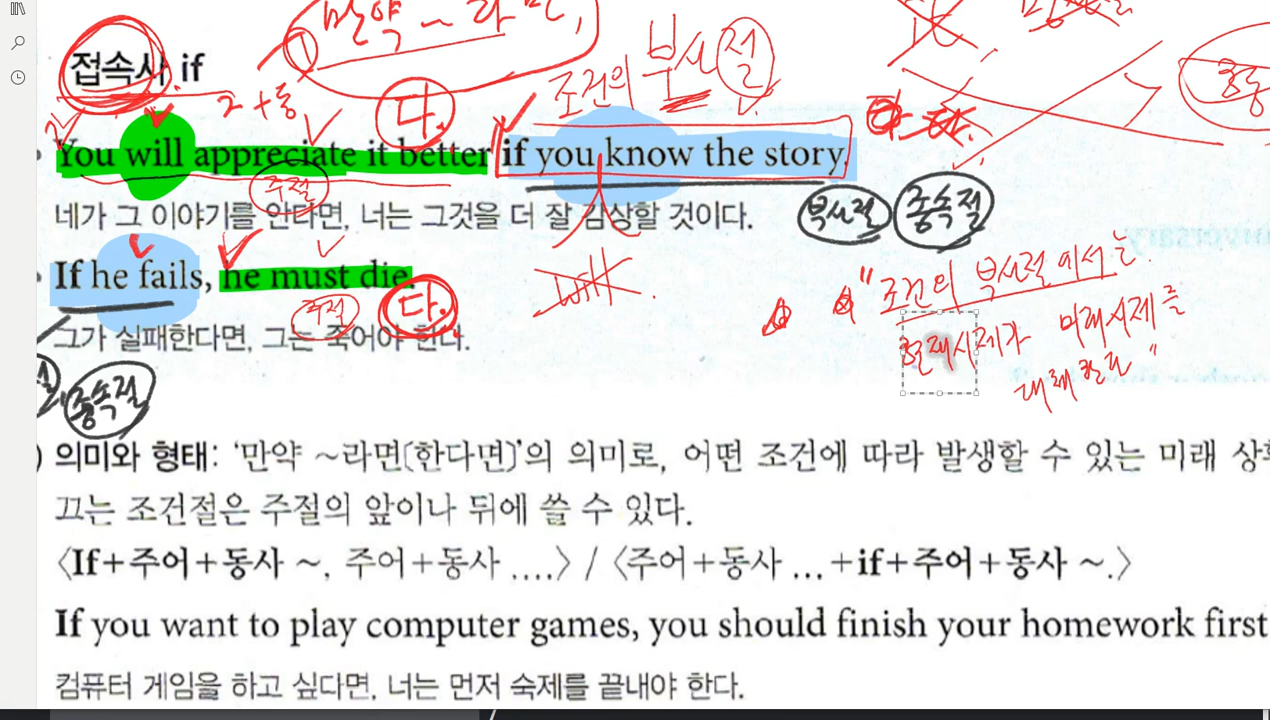 ① 만약 ~ 라면,
접속사 if
조건의 부사절
종동
You will appreciate it better if you know the story.
주절
다.
네가 그 이야기를 안다면, 너는 그것을 더 잘 감상할 것이다.
부사절 종속절
If he fails, he must die.
주절
다.
will.
그가 실패한다면, 그는 죽어야 한다.
"조건의 부사절에서는
현재시제가 미래시제를
대체한다"
종속절
) 의미와 형태: ‘만약 ~라면(한다면)’의 의미로, 어떤 조건에 따라 발생할 수 있는 미래
끄는 조건절은 주절의 앞이나 뒤에 쓸 수 있다.
〈If+주어+동사 ~, 주어+동사 ....〉 / 〈주어+동사 ... +if+주어+동사 ~.〉
If you want to play computer games, you should finish your homework first
컴퓨터 게임을 하고 싶다면, 너는 먼저 숙제를 끝내야 한다.